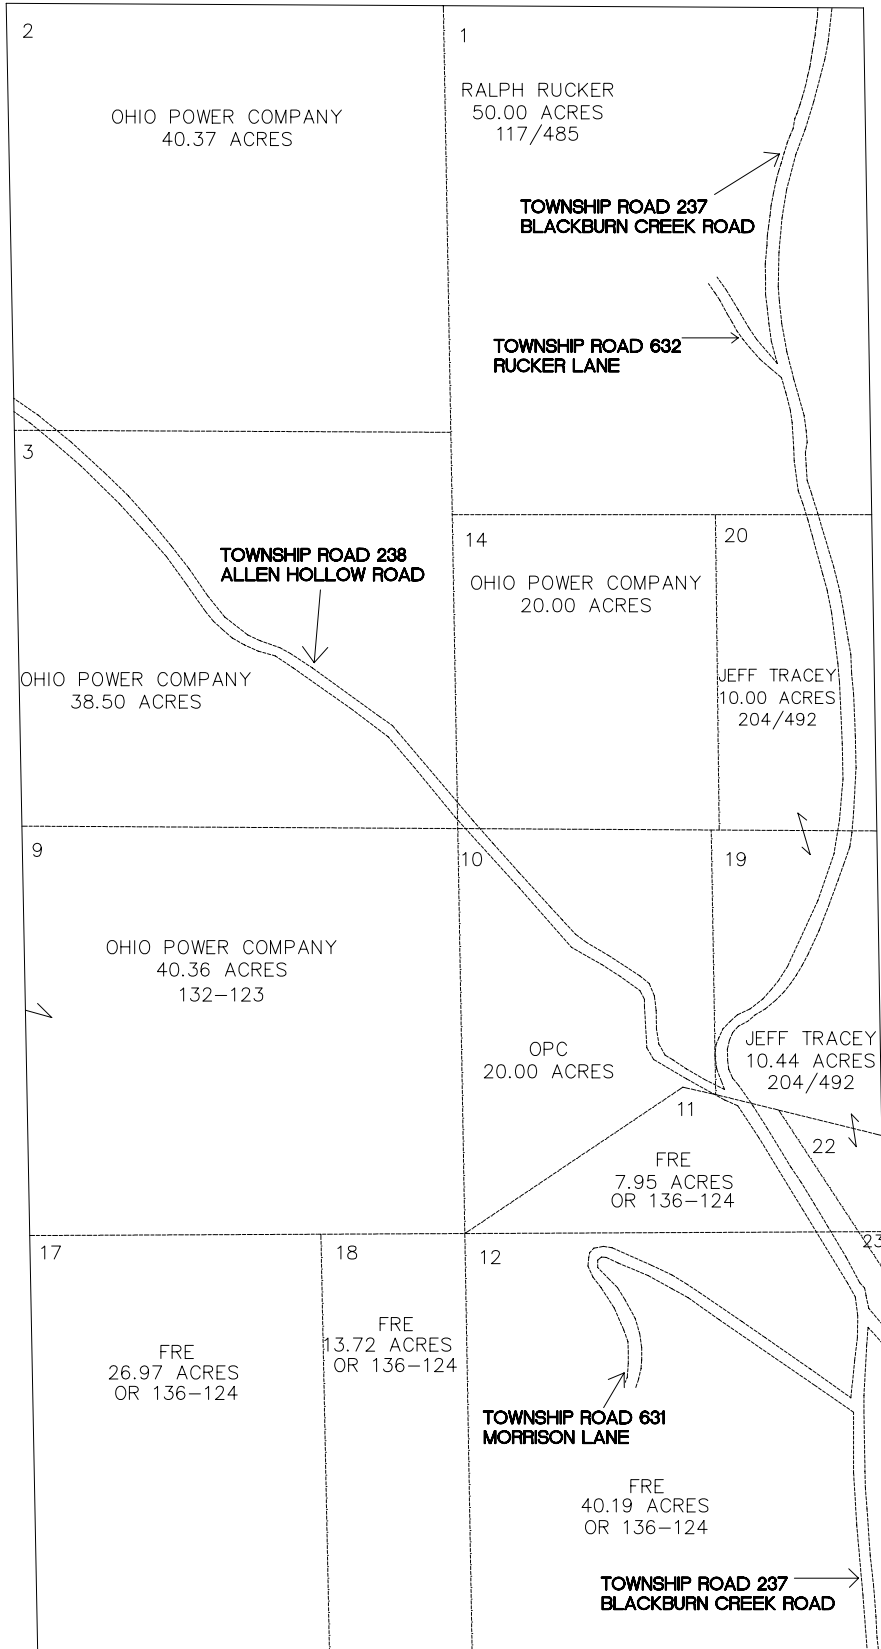 2
1
OHIO POWER COMPANY
40.37 ACRES
RALPH RUCKER
50.00 ACRES
117/485
TOWNSHIP ROAD 237
BLACKBURN CREEK ROAD
TOWNSHIP ROAD 632
RUCKER LANE
3
TOWNSHIP ROAD 238
ALLEN HOLLOW ROAD
OHIO POWER COMPANY
38.50 ACRES
14
OHIO POWER COMPANY
20.00 ACRES
20
JEFF TRACEY
10.00 ACRES
204/492
9
OHIO POWER COMPANY
40.36 ACRES
132-123
10
OPC
20.00 ACRES
19
JEFF TRACEY
10.44 ACRES
204/492
11
FRE
7.95 ACRES
OR 136-124
22
23
17
FRE
26.97 ACRES
OR 136-124
18
FRE
13.72 ACRES
OR 136-124
12
TOWNSHIP ROAD 631
MORRISON LANE
FRE
40.19 ACRES
OR 136-124
TOWNSHIP ROAD 237
BLACKBURN CREEK ROAD